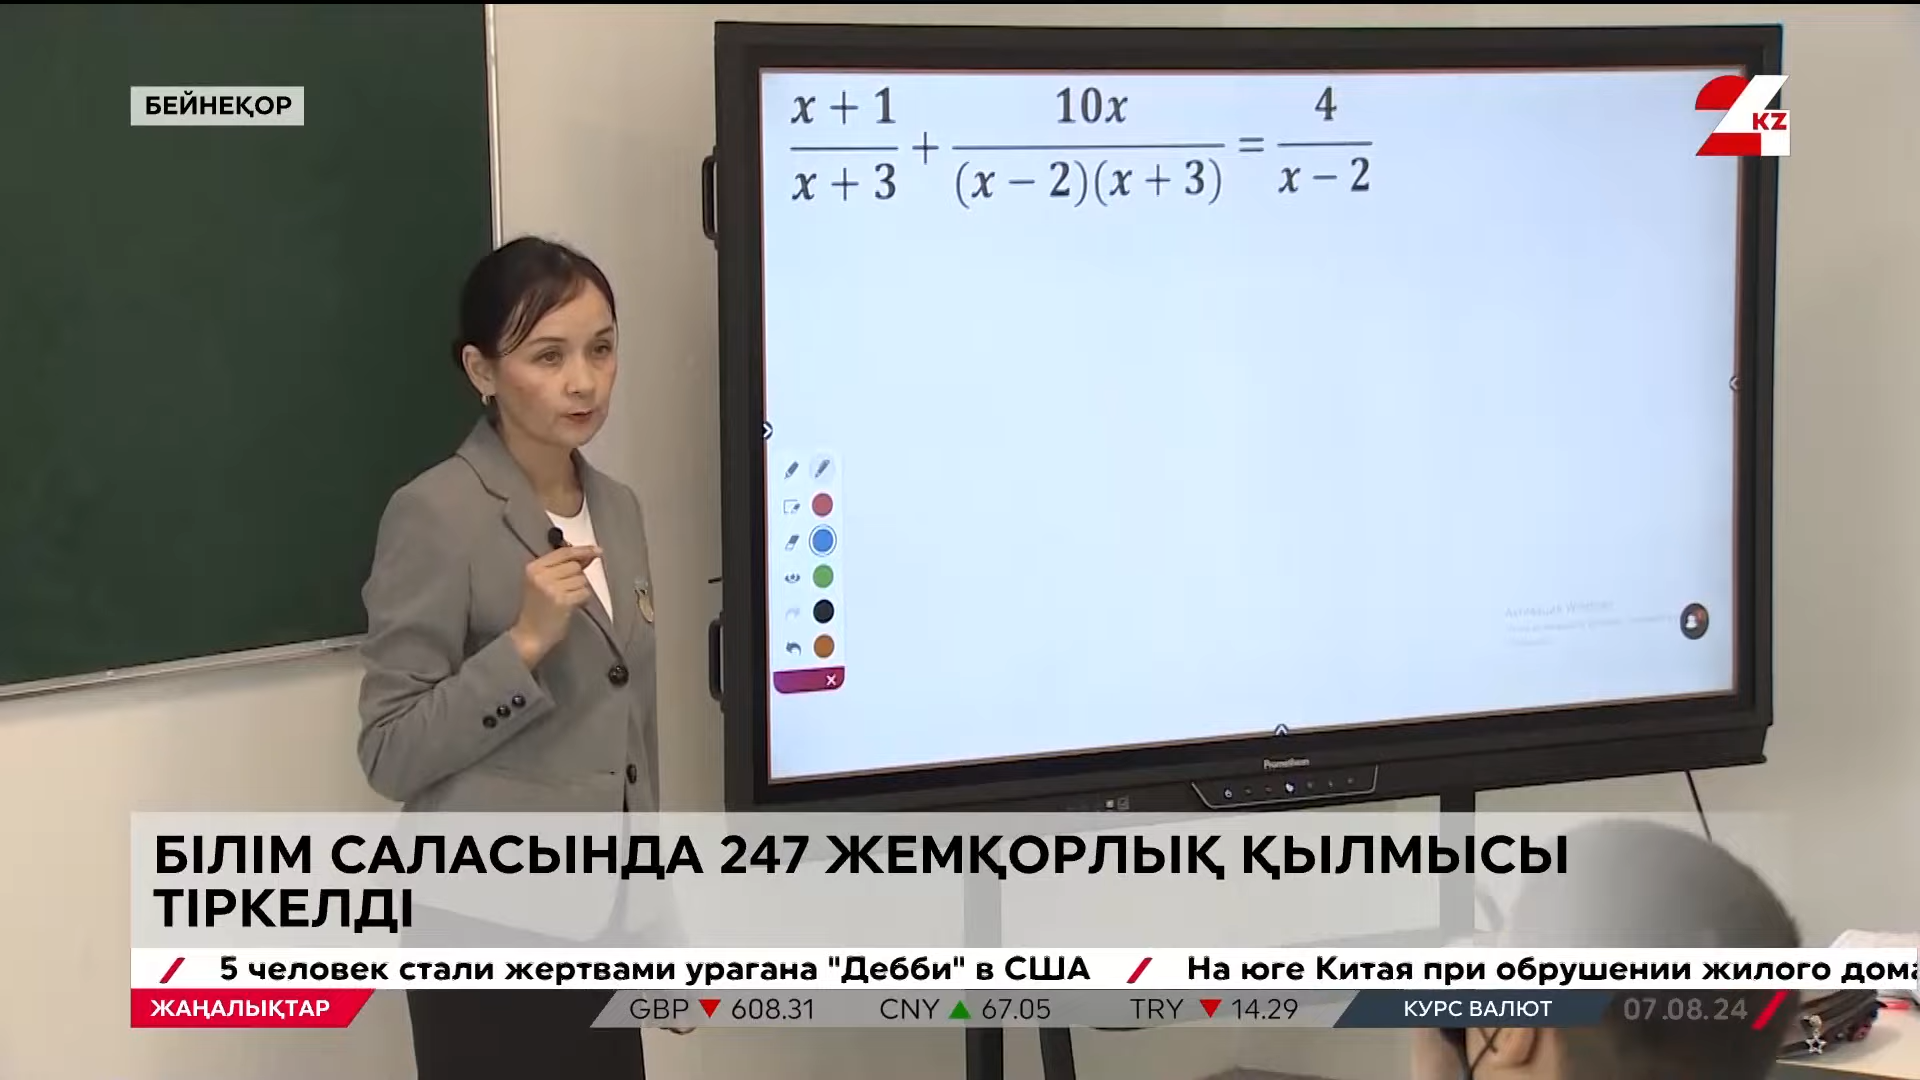 БЕЙНЕҚОР
x + 1
x + 3
+
10x
(x − 2)(x + 3)
=
4
x − 2
24 KZ
Promethean
БІЛІМ САЛАСЫНДА 247 ЖЕМҚОРЛЫҚ ҚЫЛМЫСЫ
ТІРКЕЛДІ
/ 5 человек стали жертвами урагана "Дебби" в США / На юге Китая при обрушении жилого дома
ЖАҢАЛЫҚТАР GBP ▼ 608.31 CNY ▲ 67.05 TRY ▼ 14.29 КУРС ВАЛЮТ 07.08.24